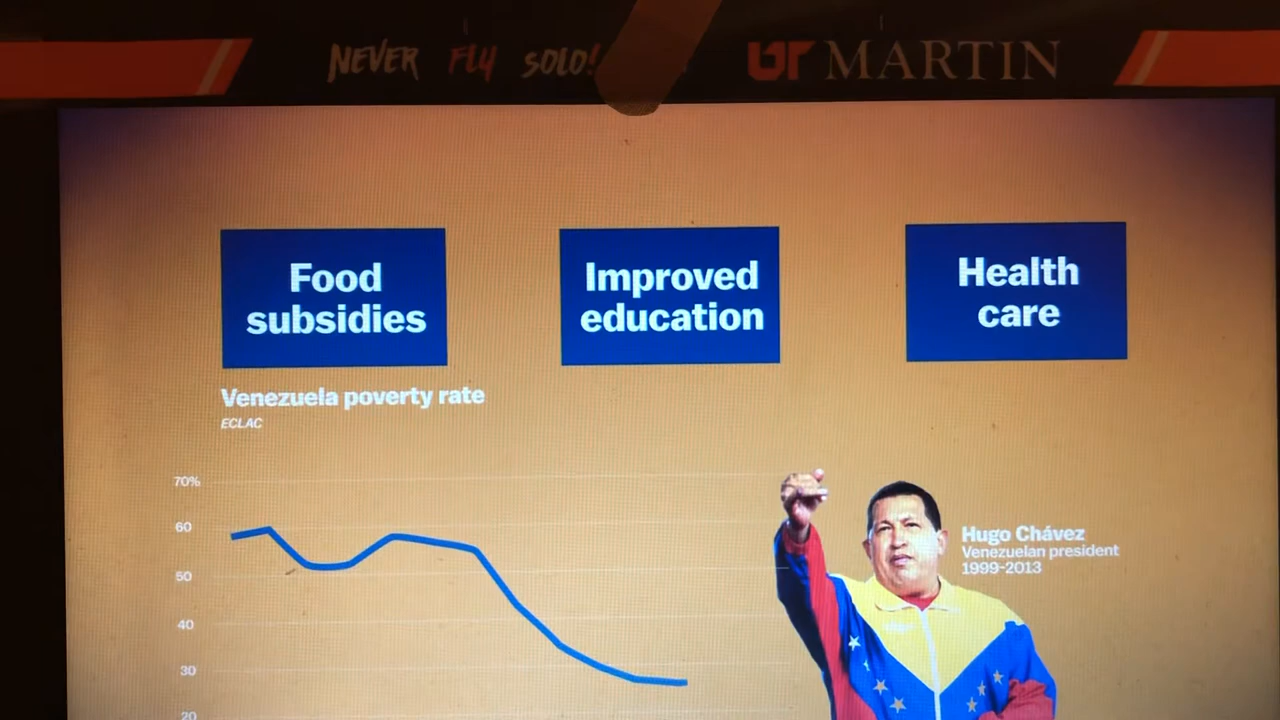 NEVER FLY SOLO!
UT MARTIN
Food
subsidies
Improved
education
Health
care
Venezuela poverty rate
ECLAC
70%
60
50
40
30
20
Hugo Chávez
Venezuelan president
1999-2013